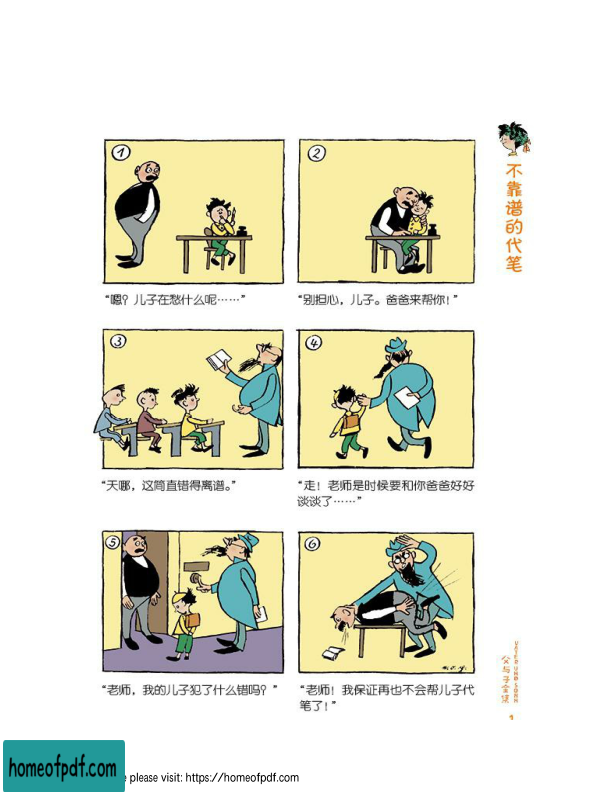 不靠谱的代笔
1
2
“嗯？儿子在愁什么呢……”
“别担心，儿子。爸爸来帮你！”
3
4
“天哪，这简直错得离谱。”
“走！老师是时候要和你爸爸好好
谈谈了……”
5
6
“老师，我的儿子犯了什么错吗？”
“老师！我保证再也不会帮儿子代
笔了！”
VATER UND SOHN
父与子全集
homeofpdf.com
e please visit: https://homeofpdf.com